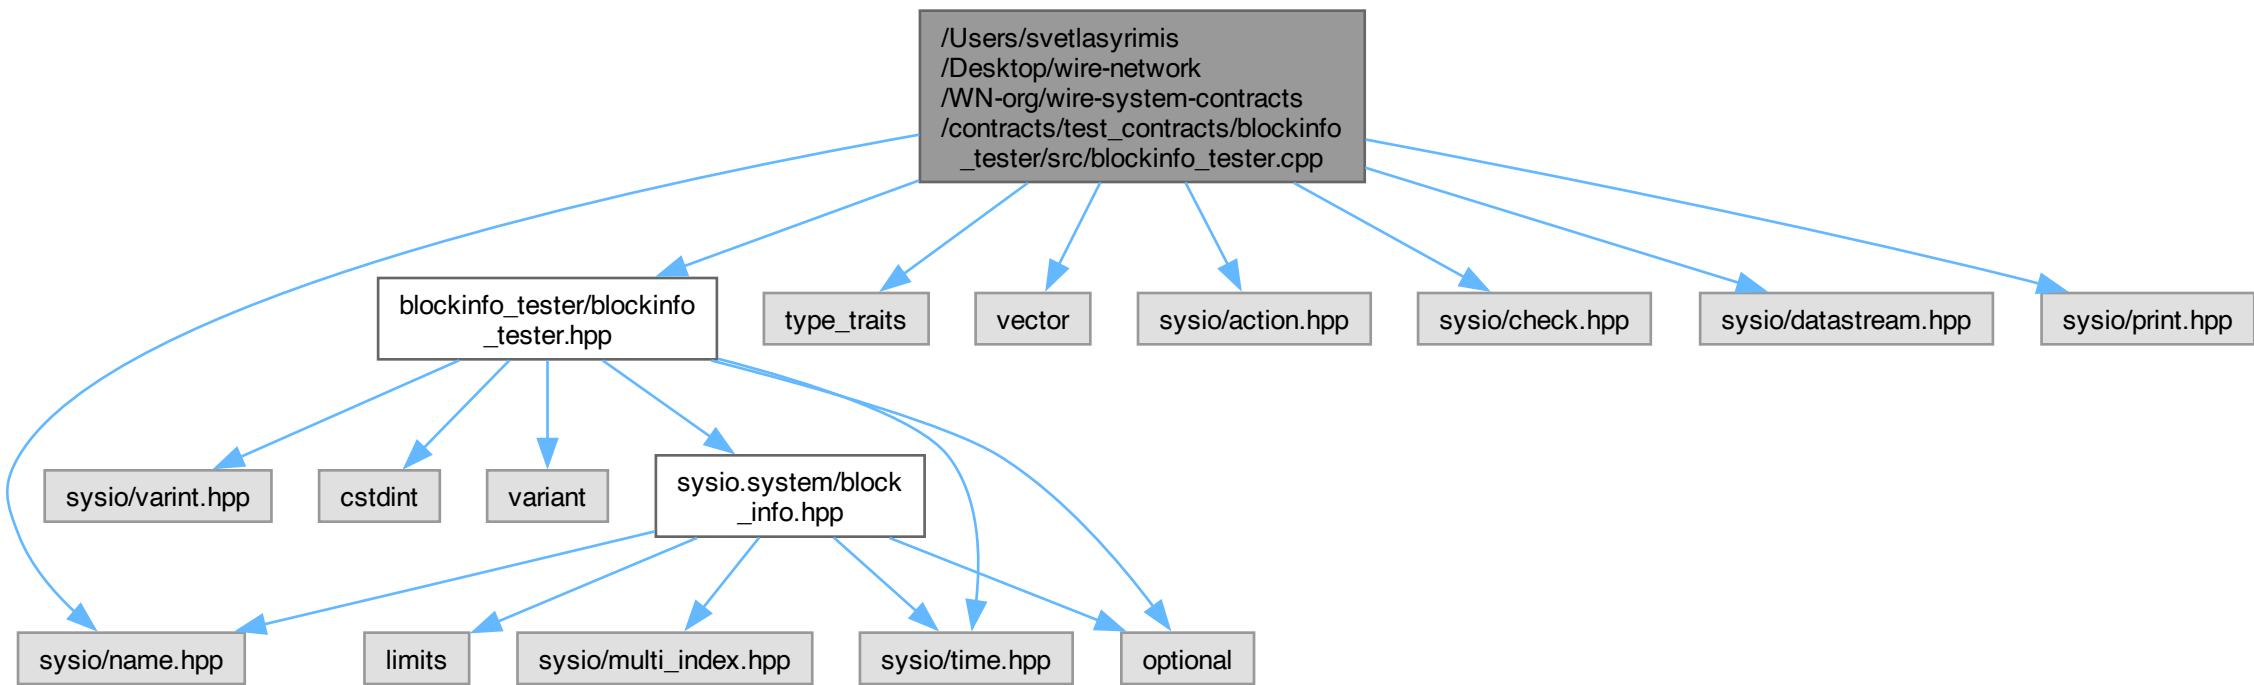 /Users/svetlasyrimis
/Desktop/wire-network
/WN-org/wire-system-contracts
/contracts/test_contracts/blockinfo
_tester/src/blockinfo_tester.cpp
blockinfo_tester/blockinfo
_tester.hpp
type_traits
vector
sysio/action.hpp
sysio/check.hpp
sysio/datastream.hpp
sysio/print.hpp
sysio/varint.hpp
cstdint
variant
sysio.system/block
_info.hpp
sysio/name.hpp
limits
sysio/multi_index.hpp
sysio/time.hpp
optional